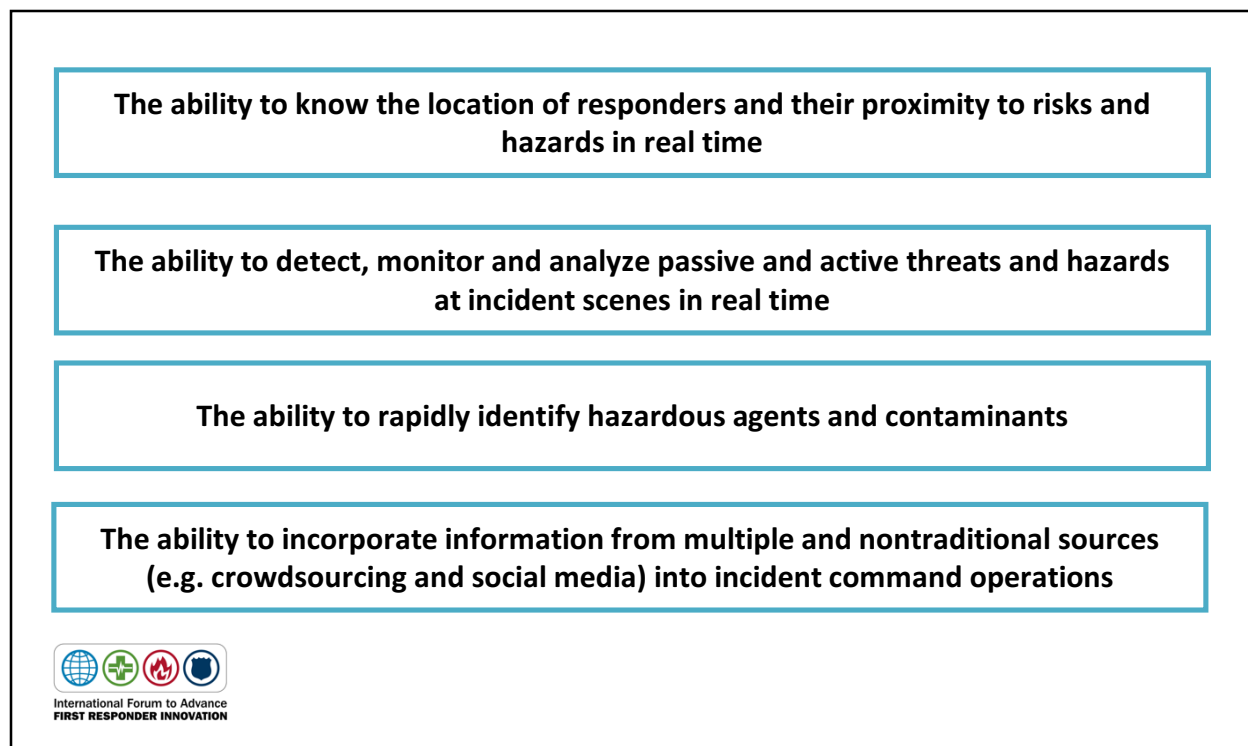 The ability to know the location of responders and their proximity to risks and
hazards in real time
The ability to detect, monitor and analyze passive and active threats and hazards
at incident scenes in real time
The ability to rapidly identify hazardous agents and contaminants
The ability to incorporate information from multiple and nontraditional sources
(e.g. crowdsourcing and social media) into incident command operations
International Forum to Advance
FIRST RESPONDER INNOVATION